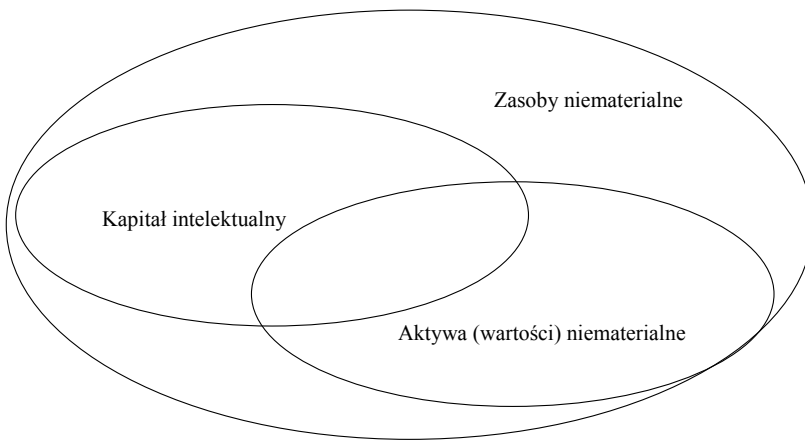 Zasoby niematerialne
Kapitał intelektualny
Aktywa (wartości) niematerialne